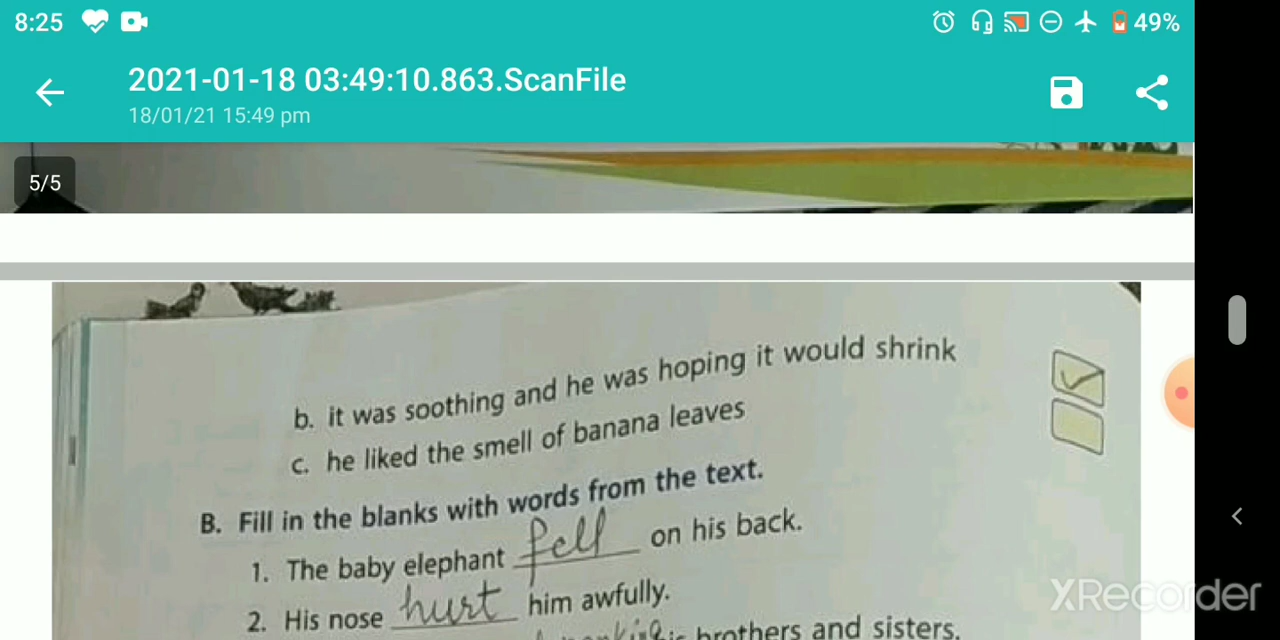 8:25 49%
2021-01-18 03:49:10.863.ScanFile
18/01/21 15:49 pm
5/5
b. it was soothing and he was hoping it would shrink
c. he liked the smell of banana leaves
B. Fill in the blanks with words from the text.
1. The baby elephant fell on his back.
2. His nose hurt him awfully.
brothers and sisters.
XRecorder